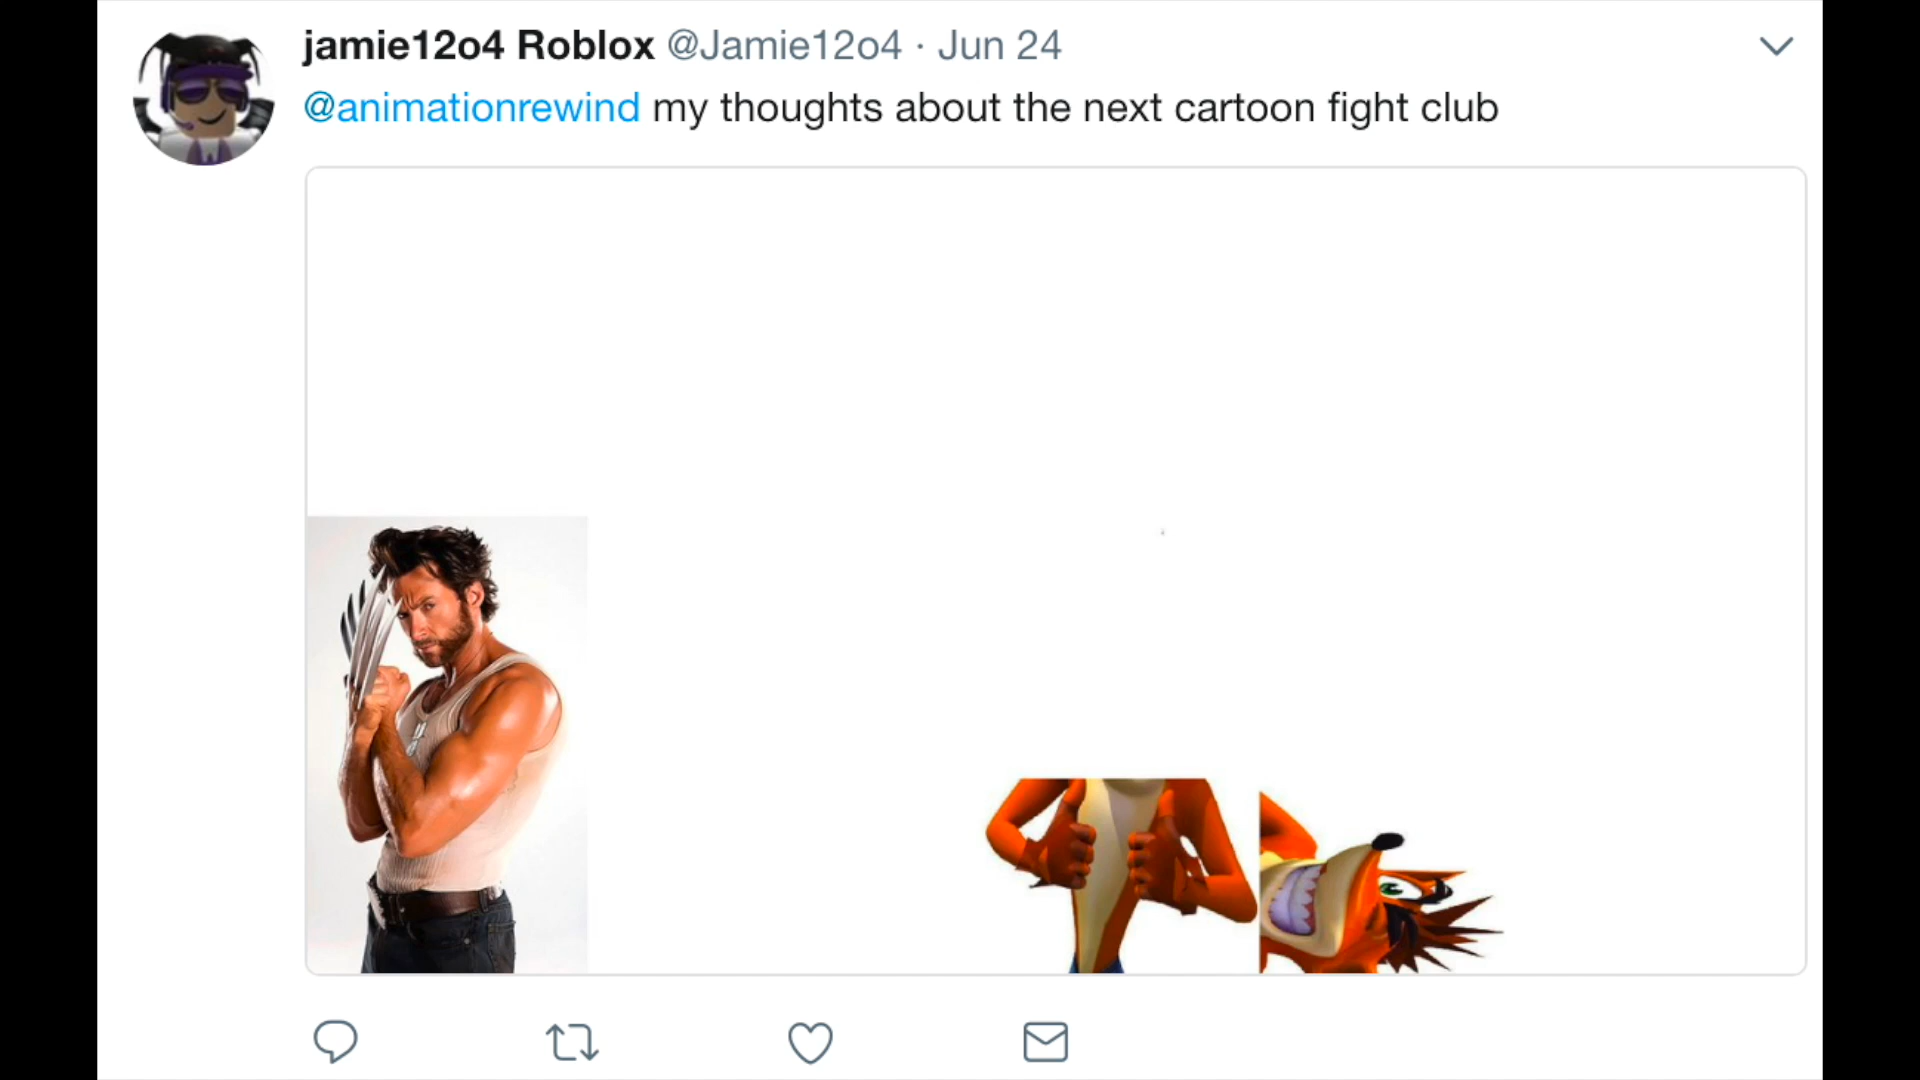 jamie12o4 Roblox @Jamie12o4 · Jun 24
@animationrewind my thoughts about the next cartoon fight club